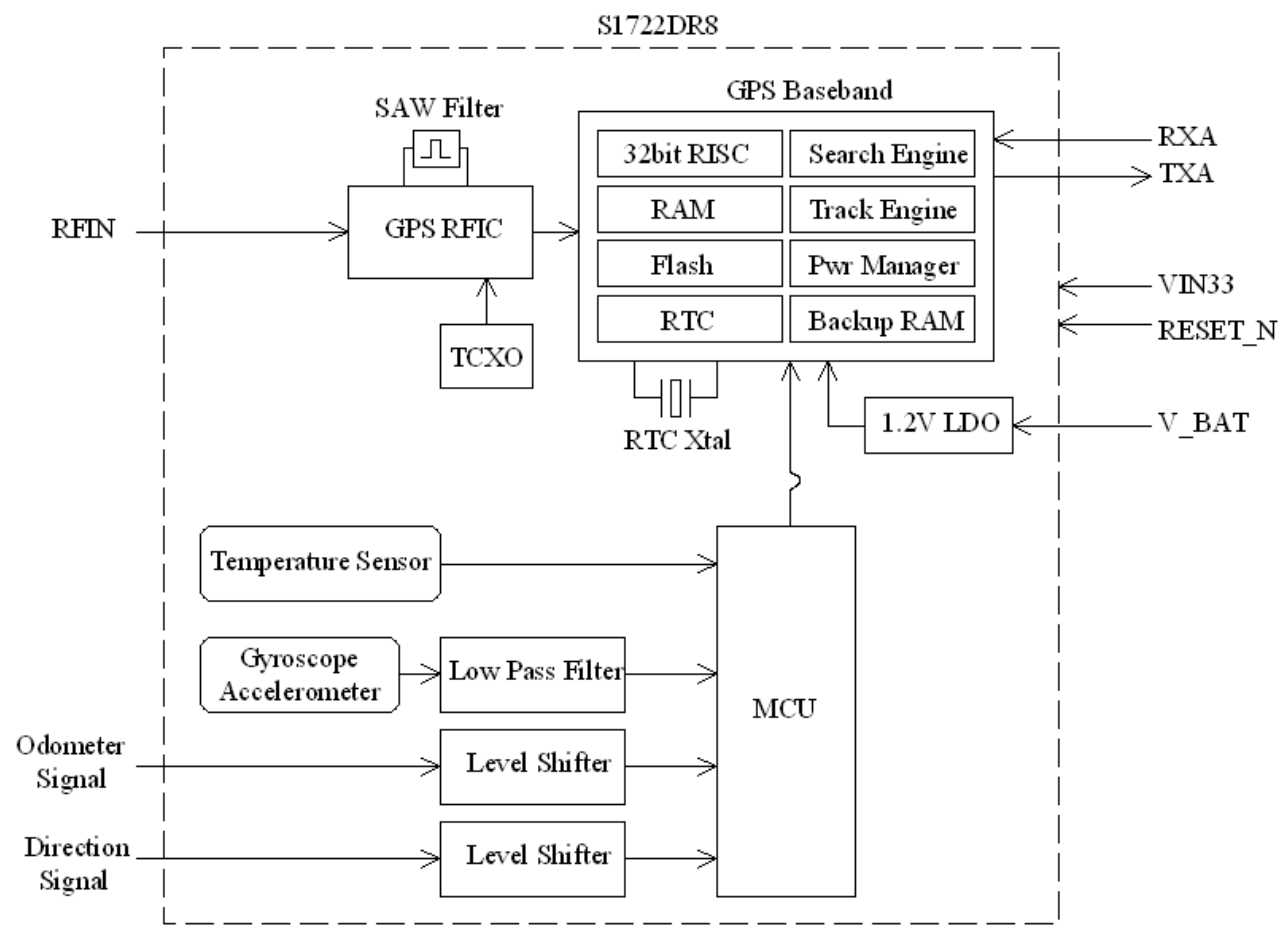 S1722DR8
GPS Baseband
SAW Filter
32bit RISC
Search Engine
RXA
TXA
RAM
Track Engine
RFIN
GPS RFIC
Flash
Pwr Manager
VIN33
RTC
Backup RAM
RESET_N
TCXO
1.2V LDO
V_BAT
RTC Xtal
Temperature Sensor
Gyroscope
Accelerometer
Low Pass Filter
MCU
Odometer
Signal
Level Shifter
Direction
Signal
Level Shifter